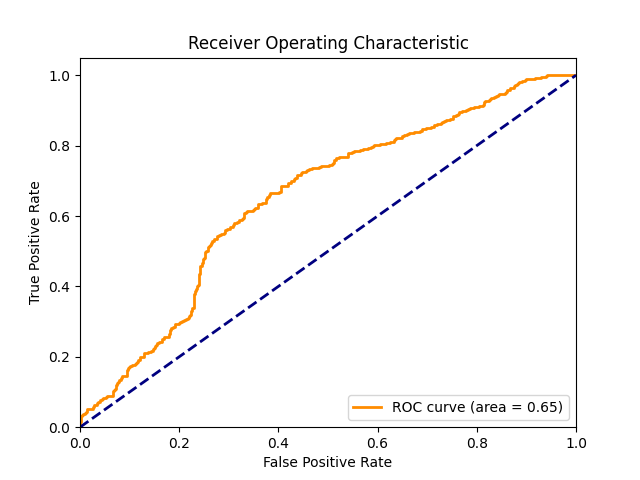 Receiver Operating Characteristic
True Positive Rate
1.0
0.8
0.6
0.4
0.2
0.0
ROC curve (area = 0.65)
0.0 0.2 0.4 0.6 0.8 1.0
False Positive Rate